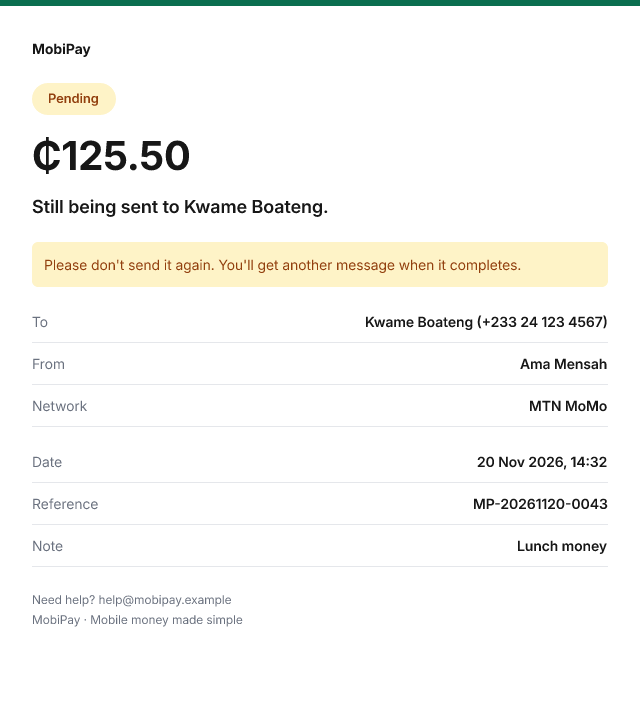 MobiPay
Pending
₵125.50
Still being sent to Kwame Boateng.
Please don't send it again. You'll get another message when it completes.
To Kwame Boateng (+233 24 123 4567)
From Ama Mensah
Network MTN MoMo
Date 20 Nov 2026, 14:32
Reference MP-20261120-0043
Note Lunch money
Need help? help@mobipay.example
MobiPay · Mobile money made simple